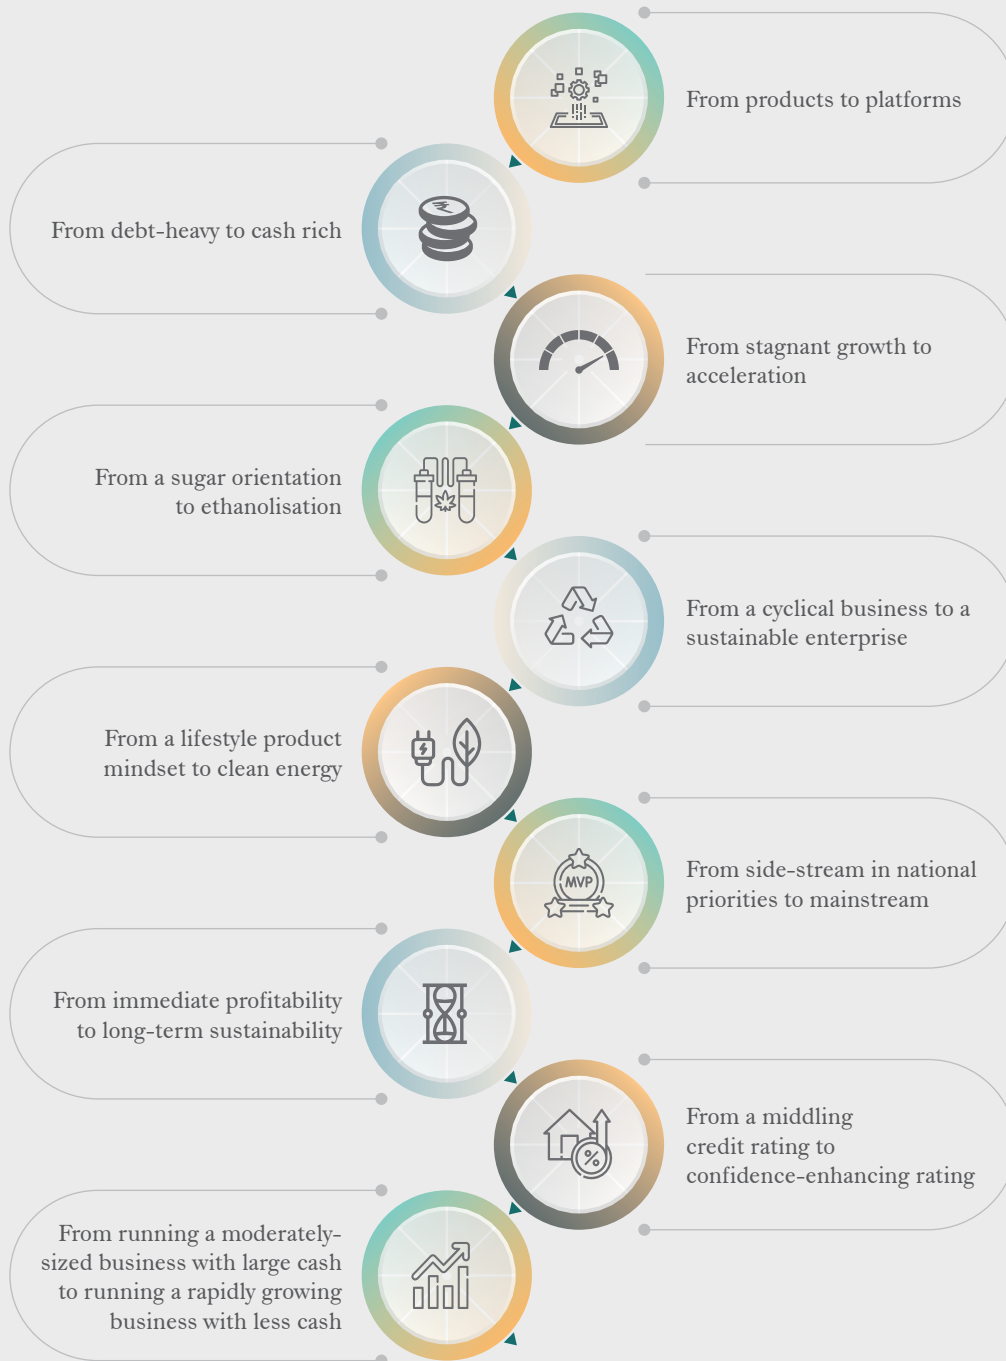 From products to platforms
From debt-heavy to cash rich
From stagnant growth to
acceleration
From a sugar orientation
to ethanolisation
From a cyclical business to a
sustainable enterprise
From a lifestyle product
mindset to clean energy
MVP
From side-stream in national
priorities to mainstream
From immediate profitability
to long-term sustainability
From a middling
credit rating to
confidence-enhancing rating
From running a moderately-
sized business with large cash
to running a rapidly growing
business with less cash